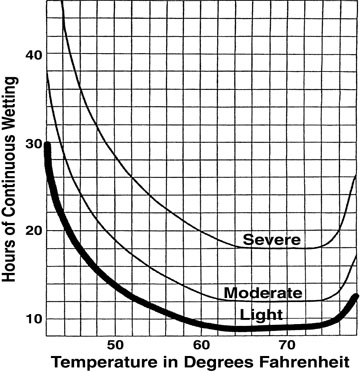 Hours of Continuous Wetting
40
30
20
10
Severe
Moderate
Light
50
60
70
Temperature in Degrees Fahrenheit